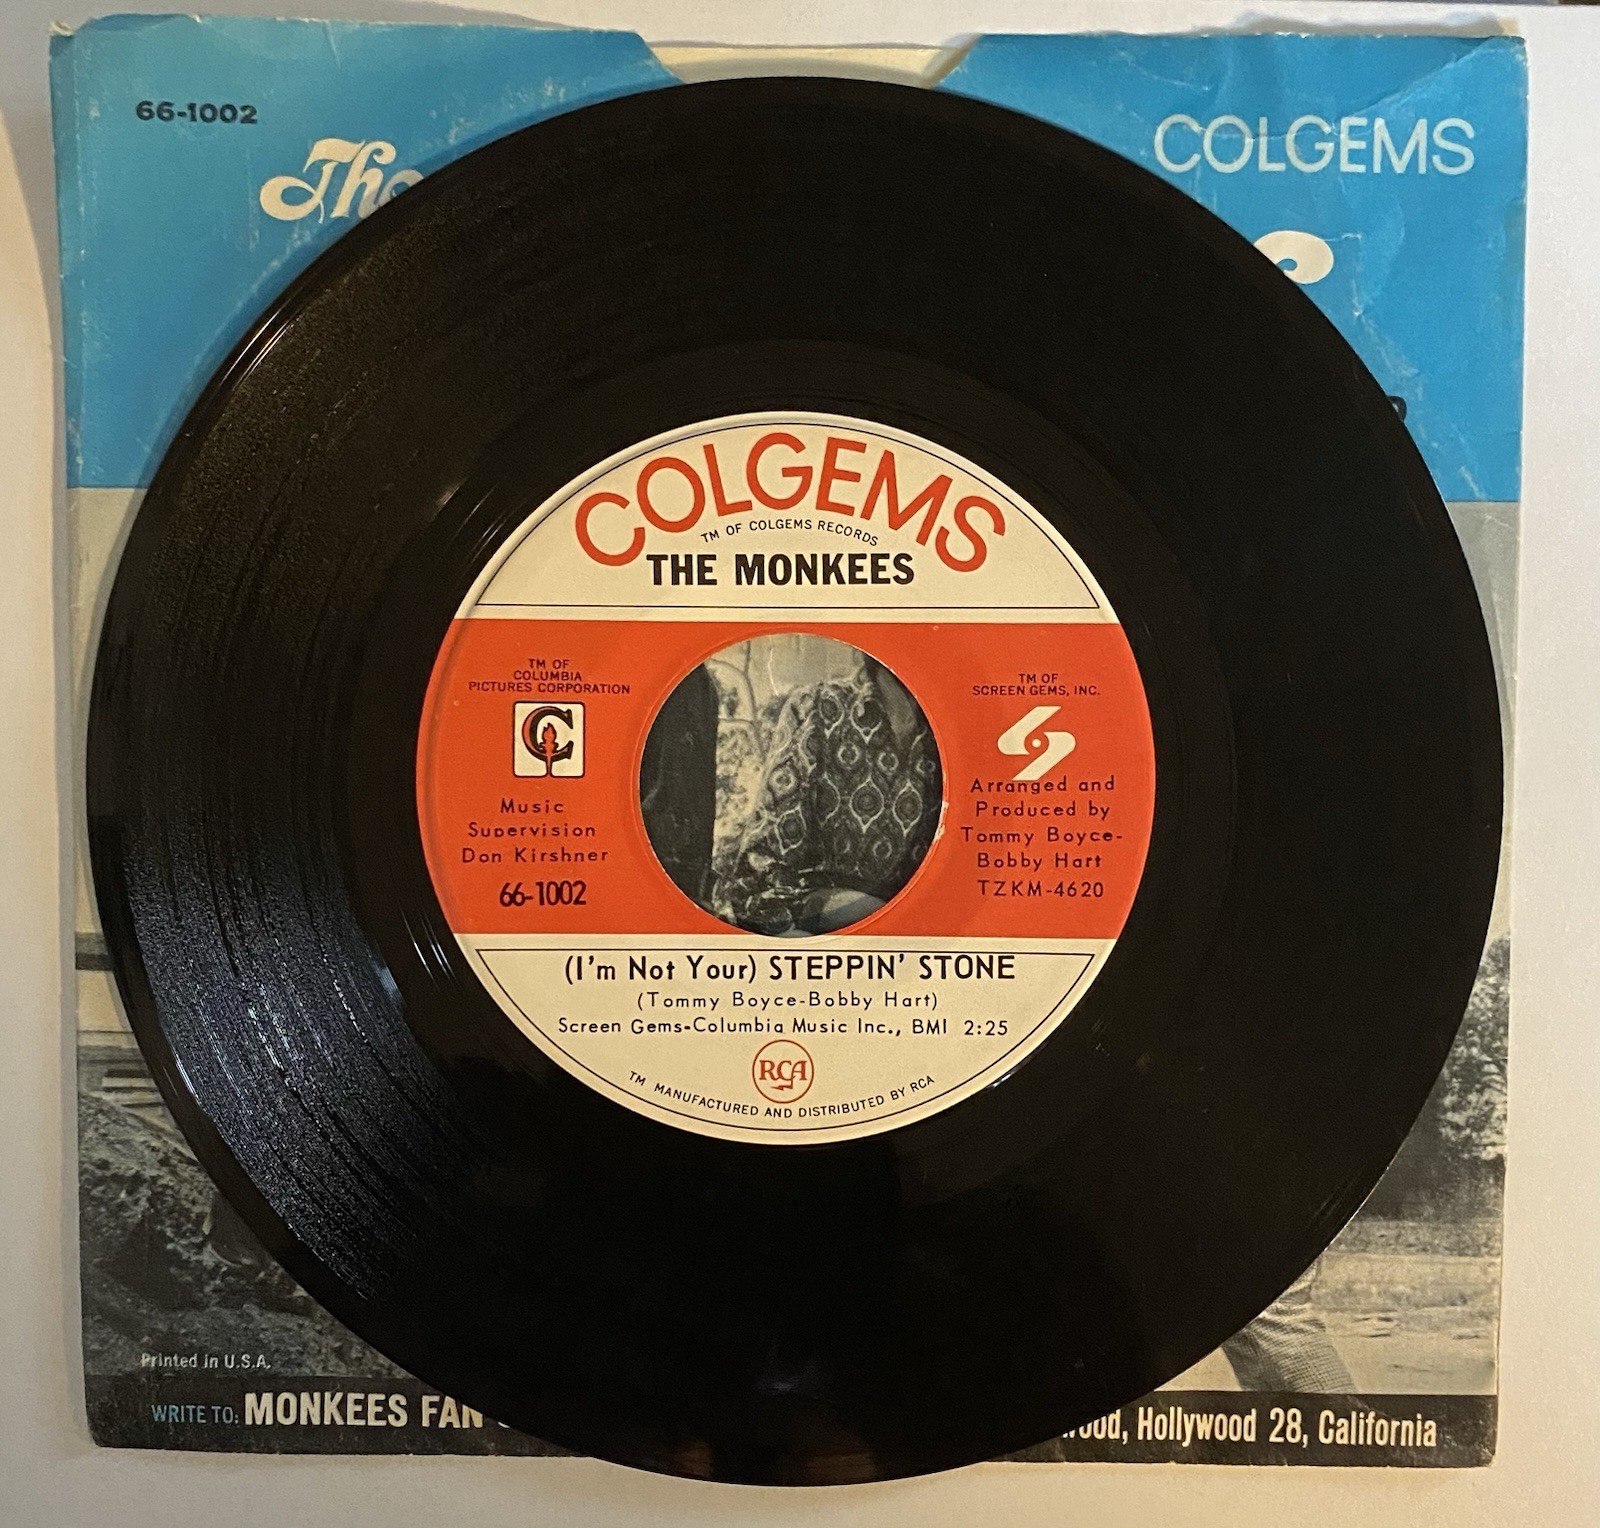 66-1002
COLGEMS
The
COLGEMS
TM OF COLGEMS RECORDS
THE MONKEES
TM OF
COLUMBIA
PICTURES CORPORATION
C
Music
Supervision
Don Kirshner
66-1002
TM OF
SCREEN GEMS, INC.
Arranged and
Produced by
Tommy Boyce-
Bobby Hart
TZKM-4620
(I'm Not Your) STEPPIN' STONE
(Tommy Boyce-Bobby Hart)
Screen Gems-Columbia Music Inc., BMI 2:25
RCA
TM MANUFACTURED AND DISTRIBUTED BY RCA
Printed in U.S.A.
WRITE TO: MONKEES FAN
Hollywood 28, California